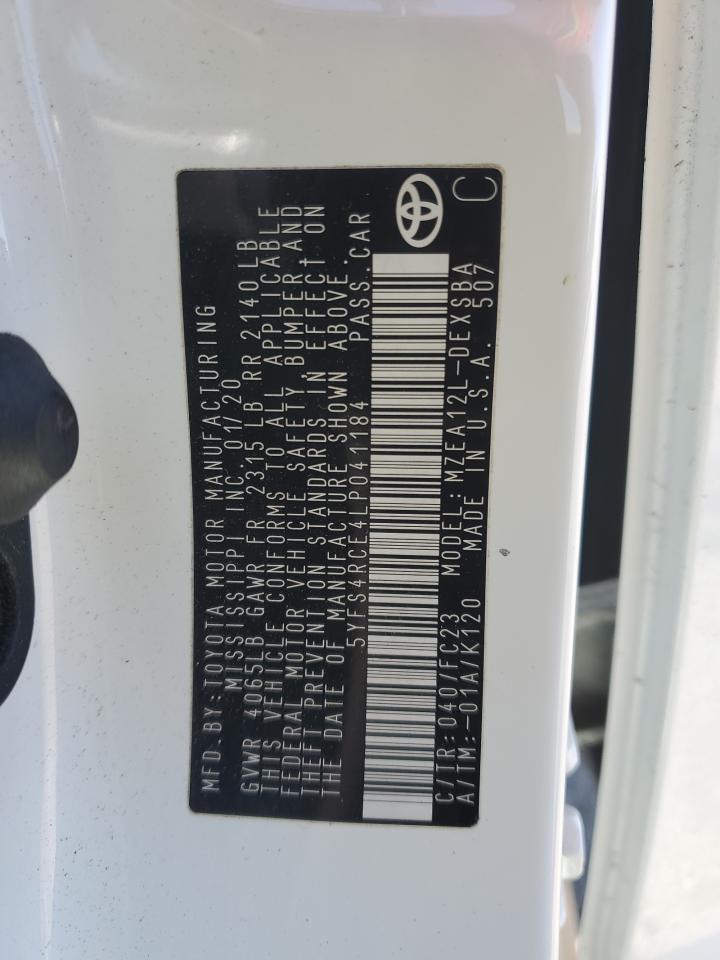 MFD.BY:TOYOTA MOTOR MANUFACTURING
MISSISSIPPI INC. 01/20
GVWR 4065LB GAWR FR 2315 LB RR 2140LB
THIS VEHICLE CONFORMS TO ALL APPLICABLE
FEDERAL MOTOR VEHICLE SAFETY, BUMPER AND
THEFT PREVENTION STANDARDS IN EFFECT ON
THE DATE OF MANUFACTURE SHOWN ABOVE.
5YFS4RCE4LP041184 PASS.CAR
C/TR: 040/FC23 MODEL: MZEA12L-DEXSBA
A/TM:-01A/K120 MADE IN U.S.A. 507
C